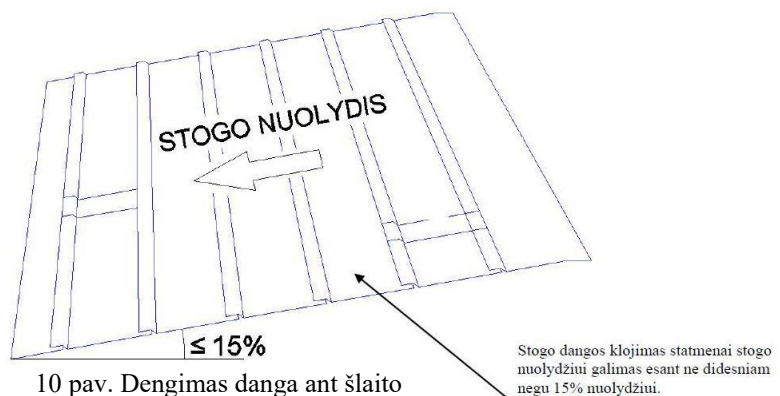 STOGO NUOLYDIS
≤ 15%
10 pav. Dengimas danga ant šlaito
Stogo dangos klojimas statmenai stogo
nuolydžiui galimas esant ne didesniam
negu 15% nuolydžiui.